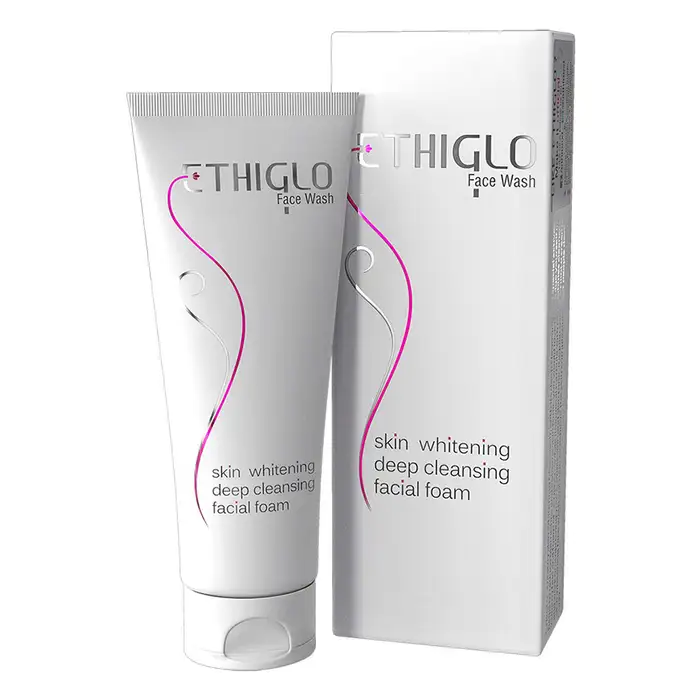 ETHIGLO
Face Wash
skin whitening
deep cleansing
facial foam
ETHIGLO
Face Wash
skin whitening
deep cleansing
facial foam